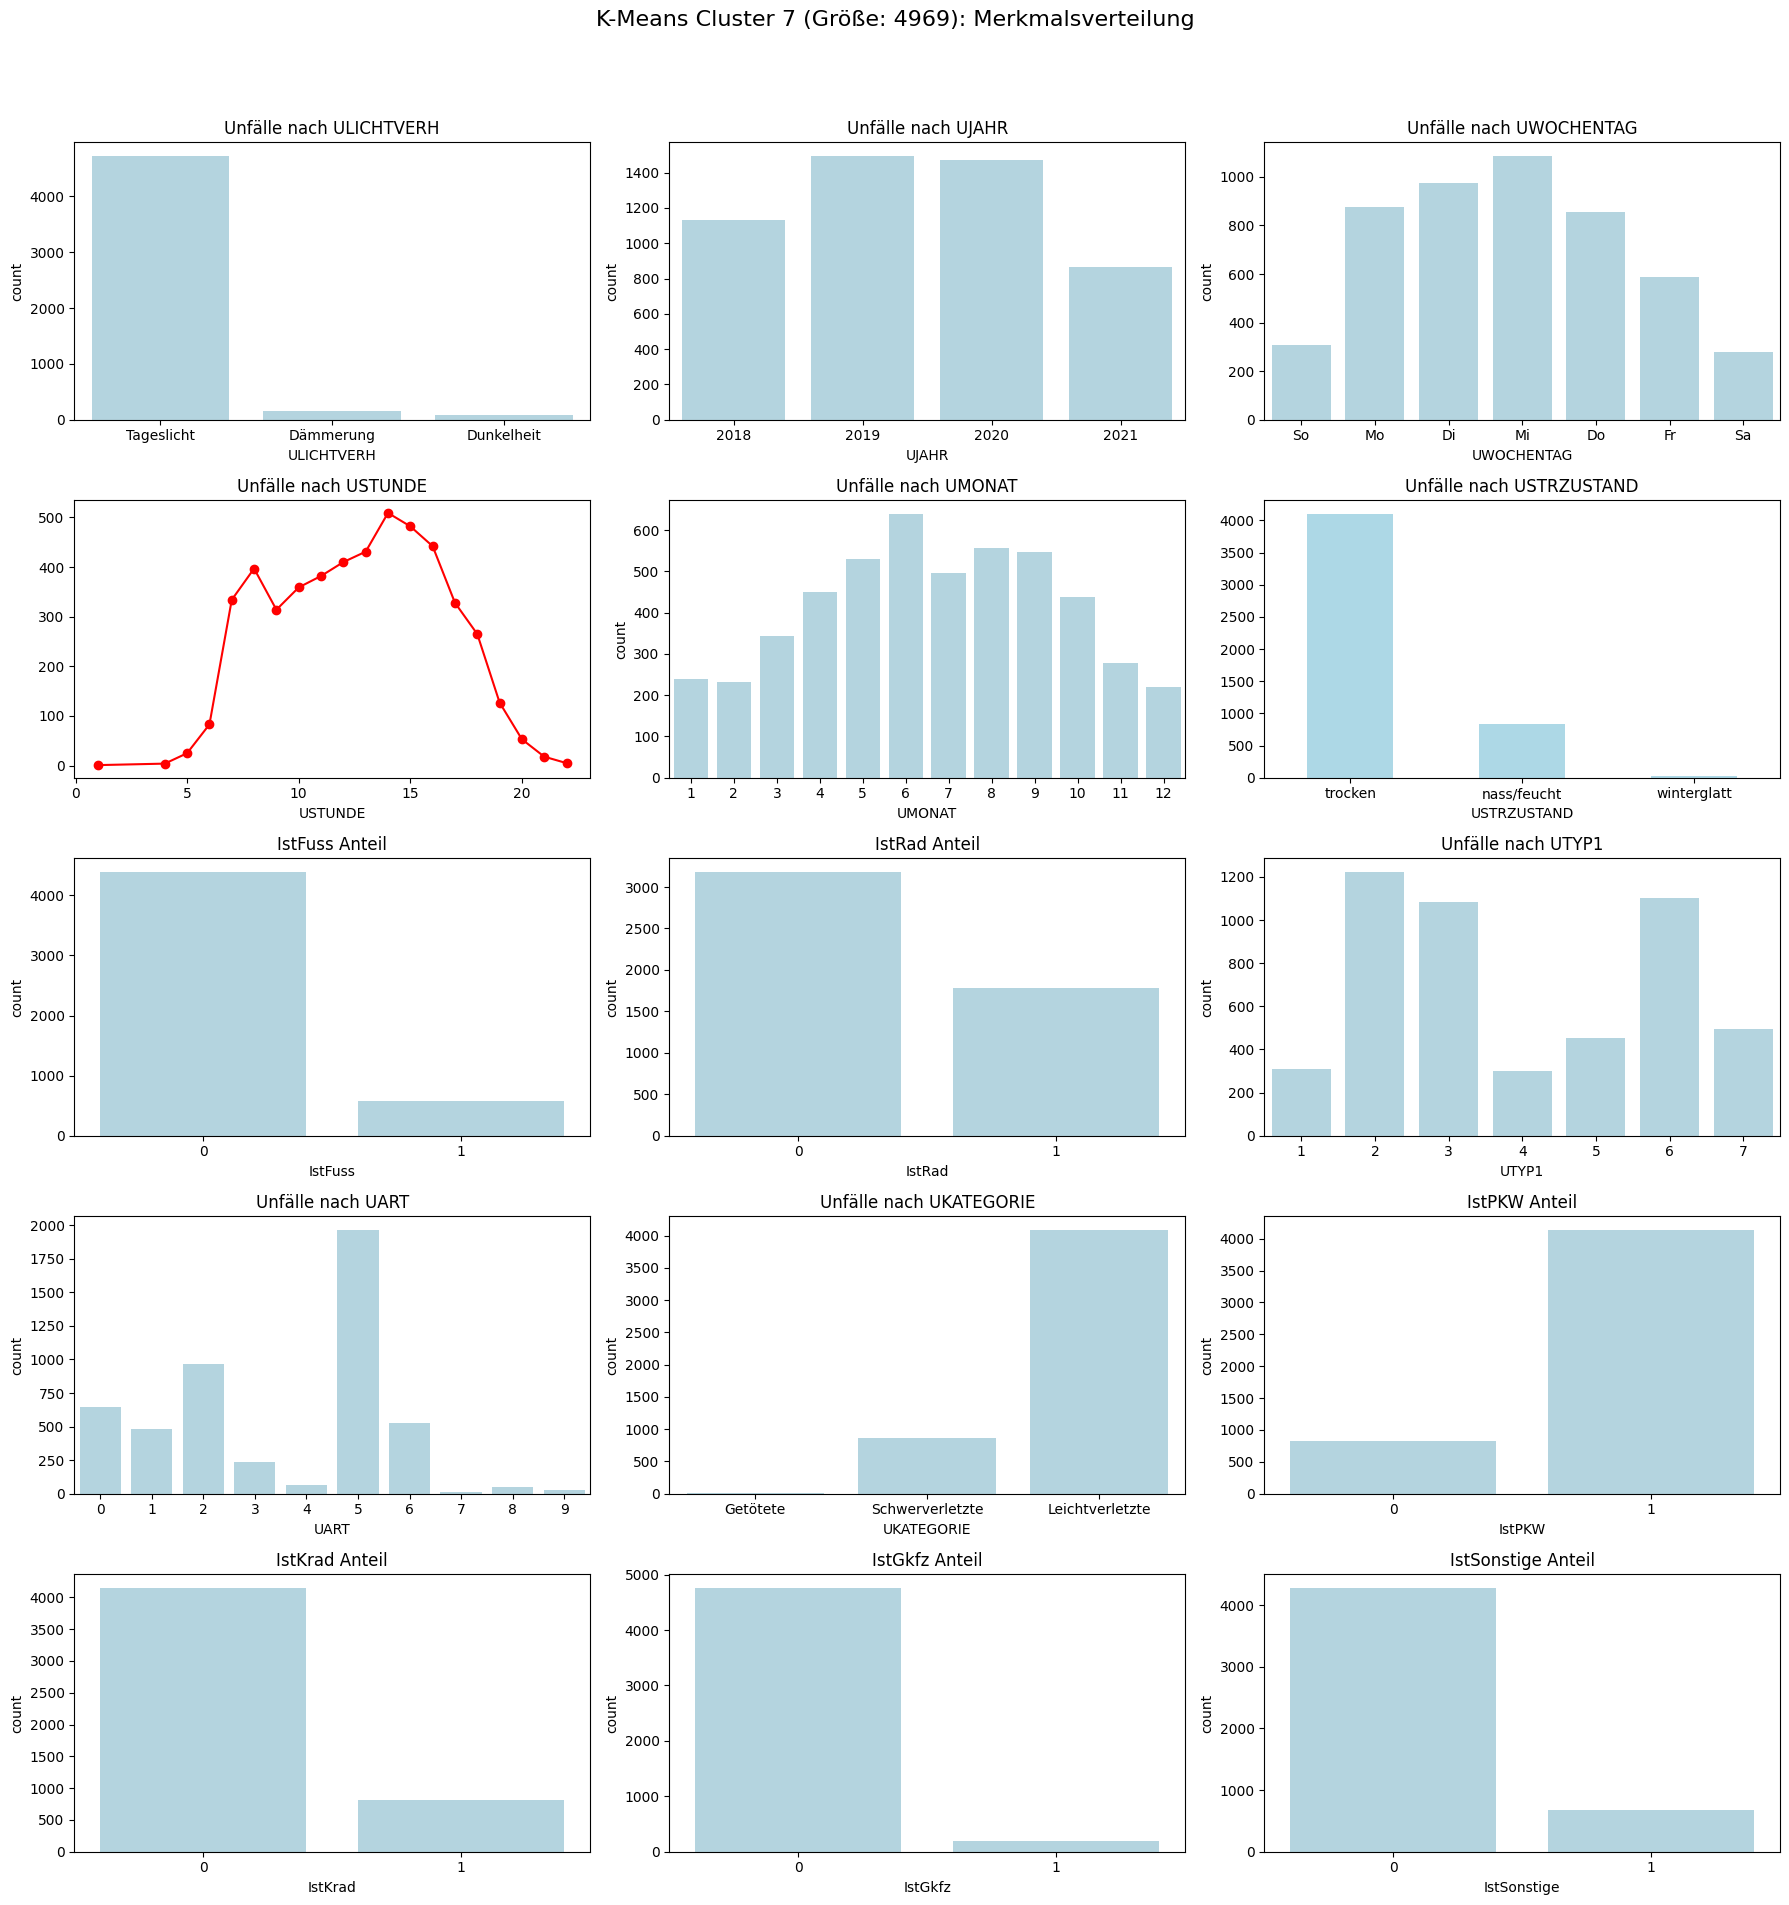 K-Means Cluster 7 (Größe: 4969): Merkmalsverteilung
Unfälle nach ULICHTVERH
count
4000
3000
2000
1000
0
Tageslicht Dämmerung Dunkelheit
ULICHTVERH
Unfälle nach UJAHR
count
1400
1200
1000
800
600
400
200
0
2018 2019 2020 2021
UJAHR
Unfälle nach UWOCHENTAG
count
1000
800
600
400
200
0
So Mo Di Mi Do Fr Sa
UWOCHENTAG
Unfälle nach USTUNDE
500
400
300
200
100
0
0 5 10 15 20
USTUNDE
Unfälle nach UMONAT
count
600
500
400
300
200
100
0
1 2 3 4 5 6 7 8 9 10 11 12
UMONAT
Unfälle nach USTRZUSTAND
4000
3500
3000
2500
2000
1500
1000
500
0
trocken nass/feucht winterglatt
USTRZUSTAND
IstFuss Anteil
count
4000
3000
2000
1000
0
0 1
IstFuss
IstRad Anteil
count
3000
2500
2000
1500
1000
500
0
0 1
IstRad
Unfälle nach UTYP1
count
1200
1000
800
600
400
200
0
1 2 3 4 5 6 7
UTYP1
Unfälle nach UART
count
2000
1750
1500
1250
1000
750
500
250
0
0 1 2 3 4 5 6 7 8 9
UART
Unfälle nach UKATEGORIE
count
4000
3500
3000
2500
2000
1500
1000
500
0
Getötete Schwerverletzte Leichtverletzte
UKATEGORIE
IstPKW Anteil
count
4000
3500
3000
2500
2000
1500
1000
500
0
0 1
IstPKW
IstKrad Anteil
count
4000
3500
3000
2500
2000
1500
1000
500
0
0 1
IstKrad
IstGkfz Anteil
count
5000
4000
3000
2000
1000
0
0 1
IstGkfz
IstSonstige Anteil
count
4000
3000
2000
1000
0
0 1
IstSonstige